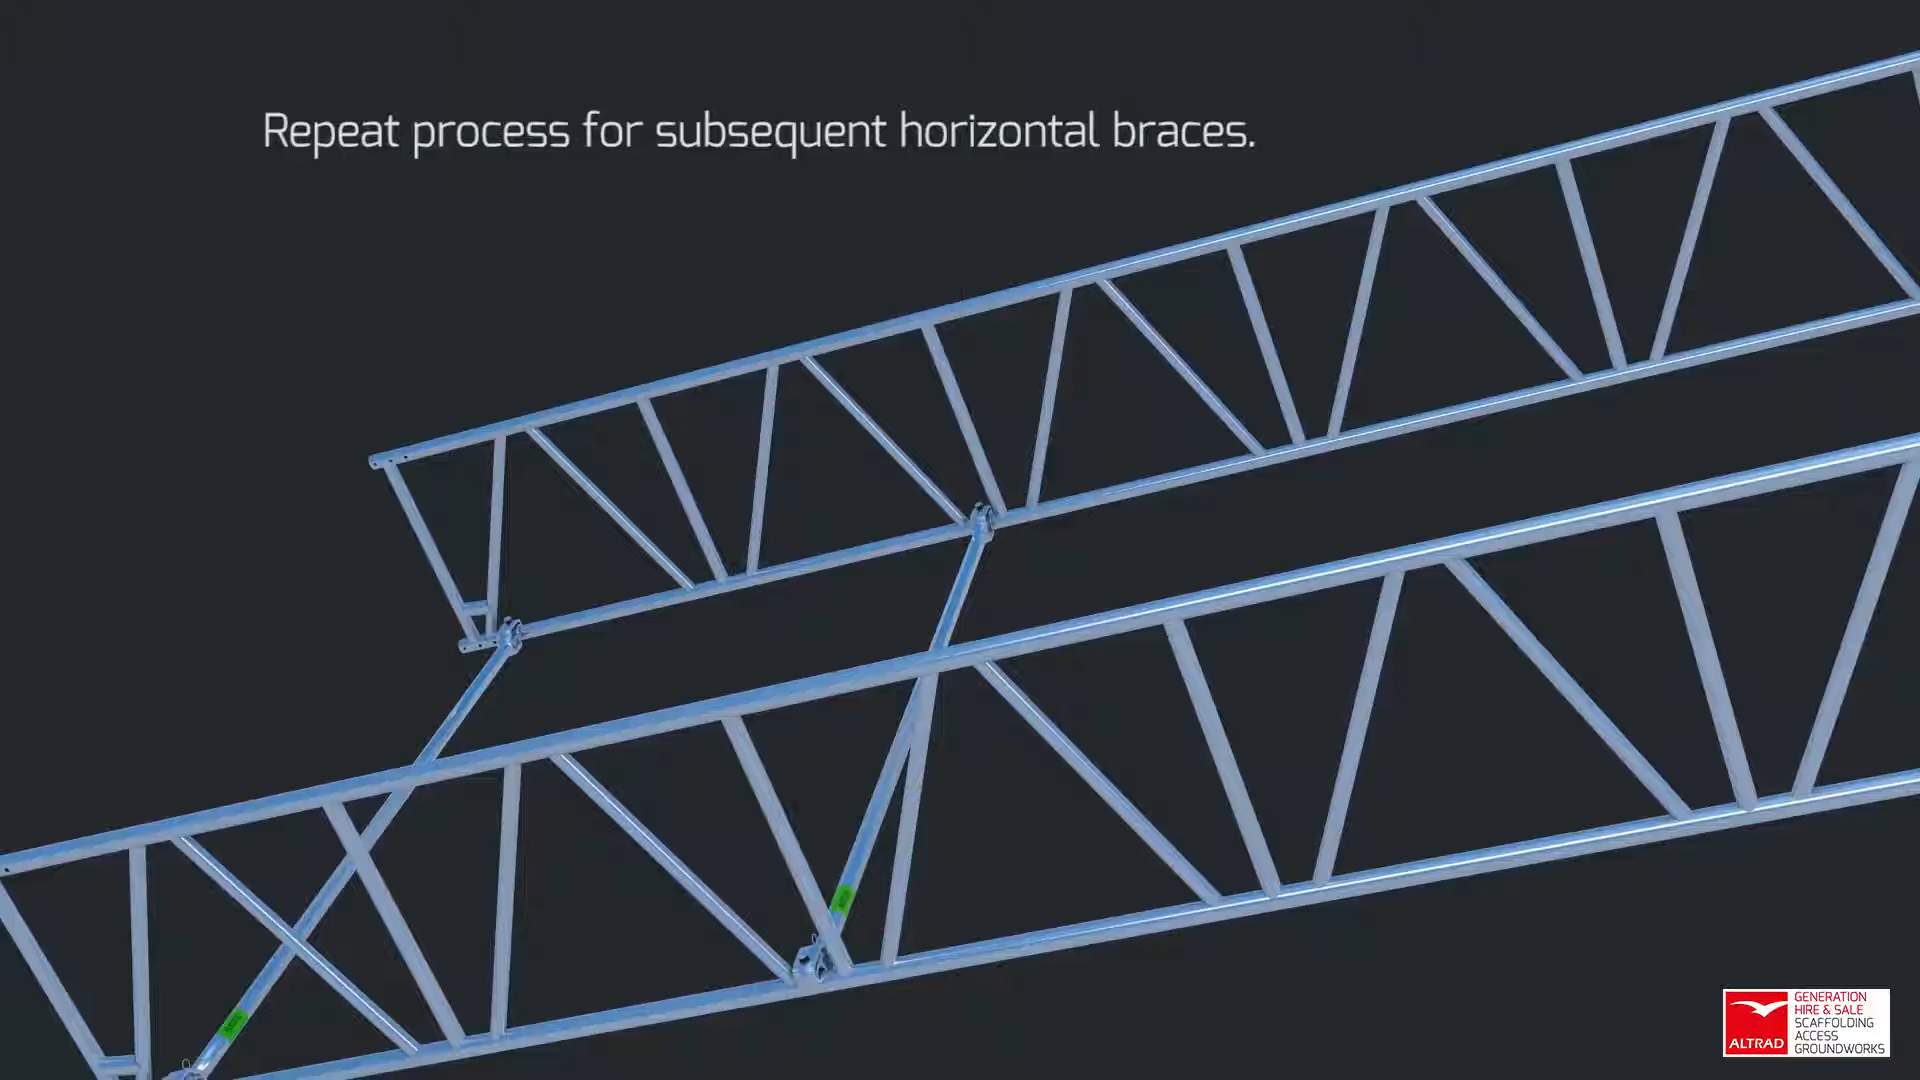 Repeat process for subsequent horizontal braces.
GENERATION
HIRE & SALE
SCAFFOLDING
ACCESS
GROUNDWORKS
ALTRAD